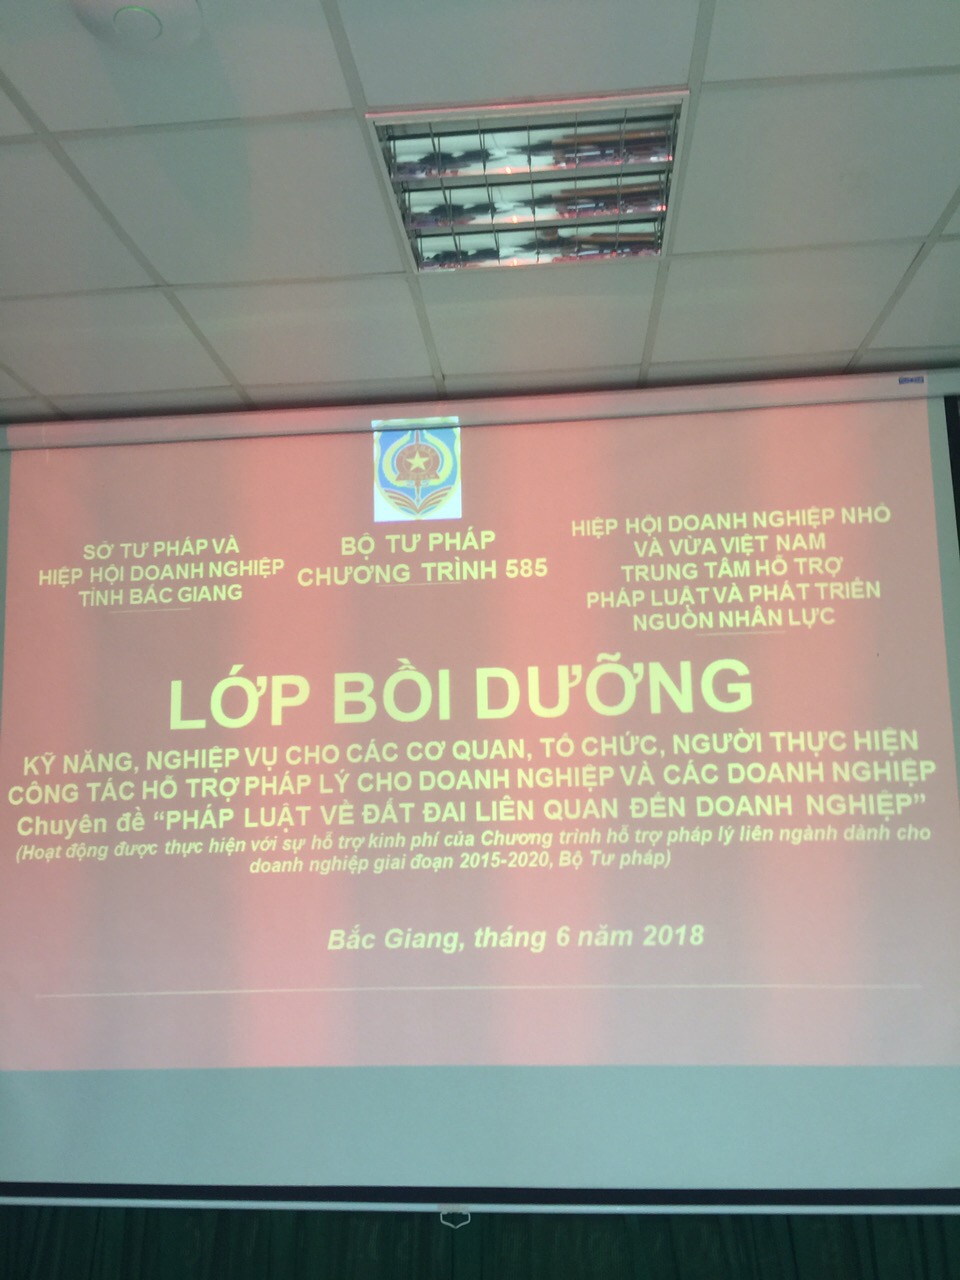 SỞ TƯ PHÁP VÀ
HIỆP HỘI DOANH NGHIỆP
TỈNH BẮC GIANG
BỘ TƯ PHÁP
CHƯƠNG TRÌNH 585
HIỆP HỘI DOANH NGHIỆP NHỎ
VÀ VỪA VIỆT NAM
TRUNG TÂM HỖ TRỢ
PHÁP LUẬT VÀ PHÁT TRIỂN
NGUỒN NHÂN LỰC
LỚP BỒI DƯỠNG
KỸ NĂNG, NGHIỆP VỤ CHO CÁC CƠ QUAN, TỔ CHỨC, NGƯỜI THỰC HIỆN
CÔNG TÁC HỖ TRỢ PHÁP LÝ CHO DOANH NGHIỆP VÀ CÁC DOANH NGHIỆP
Chuyên đề “PHÁP LUẬT VỀ ĐẤT ĐAI LIÊN QUAN ĐẾN DOANH NGHIỆP”
(Hoạt động được thực hiện với sự hỗ trợ kinh phí của Chương trình hỗ trợ pháp lý liên ngành dành cho
doanh nghiệp giai đoạn 2015-2020, Bộ Tư pháp)
Bắc Giang, tháng 6 năm 2018